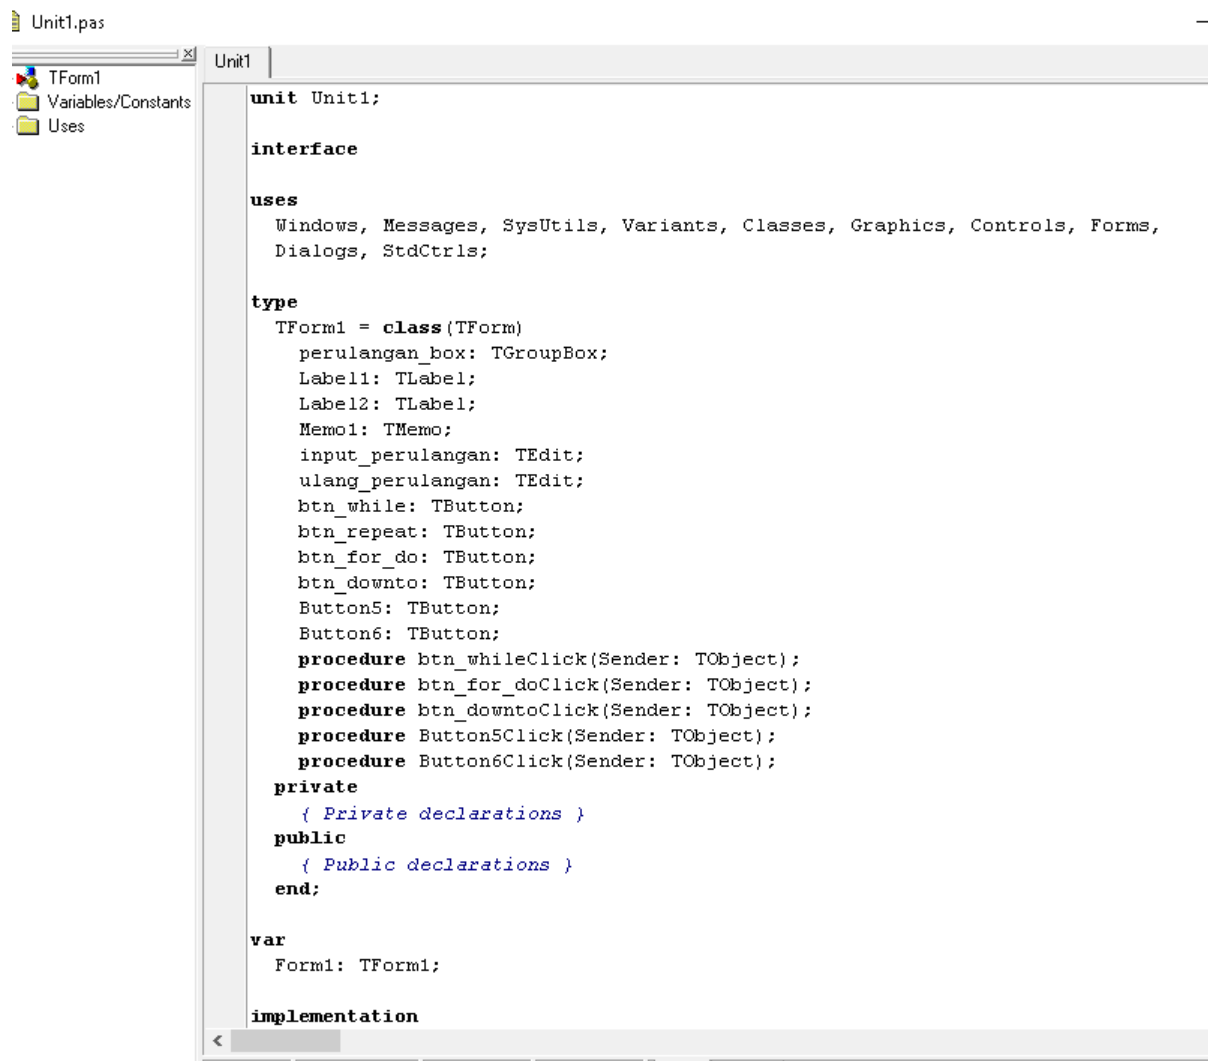 Unit1.pas
TForm1
Variables/Constants
Uses
Unit1
unit Unit1;
interface
uses
Windows, Messages, SysUtils, Variants, Classes, Graphics, Controls, Forms,
Dialogs, StdCtrls;
type
TForm1 = class(TForm)
perulangan_box: TGroupBox;
Label1: TLabel;
Label2: TLabel;
Memo1: TMemo;
input_perulangan: TEdit;
ulang_perulangan: TEdit;
btn_while: TButton;
btn_repeat: TButton;
btn_for_do: TButton;
btn_downto: TButton;
Button5: TButton;
Button6: TButton;
procedure btn_whileClick(Sender: TObject);
procedure btn_for_doClick(Sender: TObject);
procedure btn_downtoClick(Sender: TObject);
procedure Button5Click(Sender: TObject);
procedure Button6Click(Sender: TObject);
private
{ Private declarations }
public
{ Public declarations }
end;
var
Form1: TForm1;
implementation